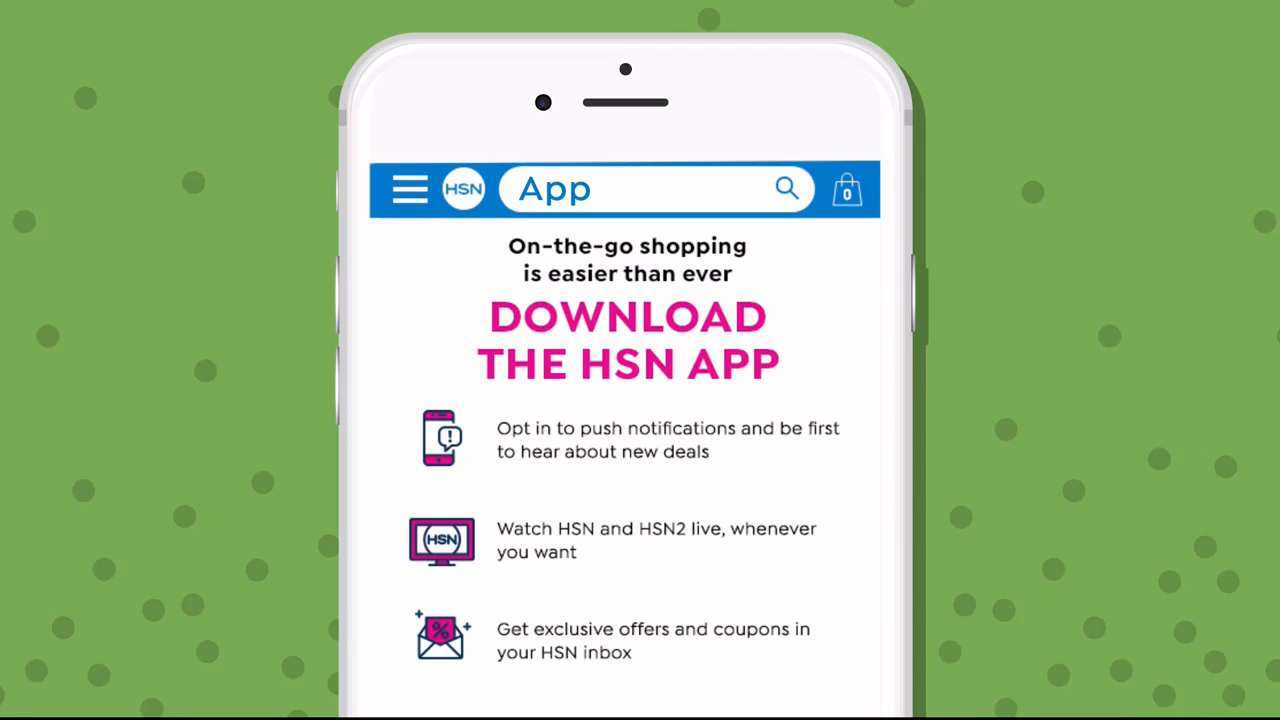 HSN App 0
On-the-go shopping
is easier than ever
DOWNLOAD
THE HSN APP
!
Opt in to push notifications and be first
to hear about new deals
HSN
Watch HSN and HSN2 live, whenever
you want
%
Get exclusive offers and coupons in
your HSN inbox